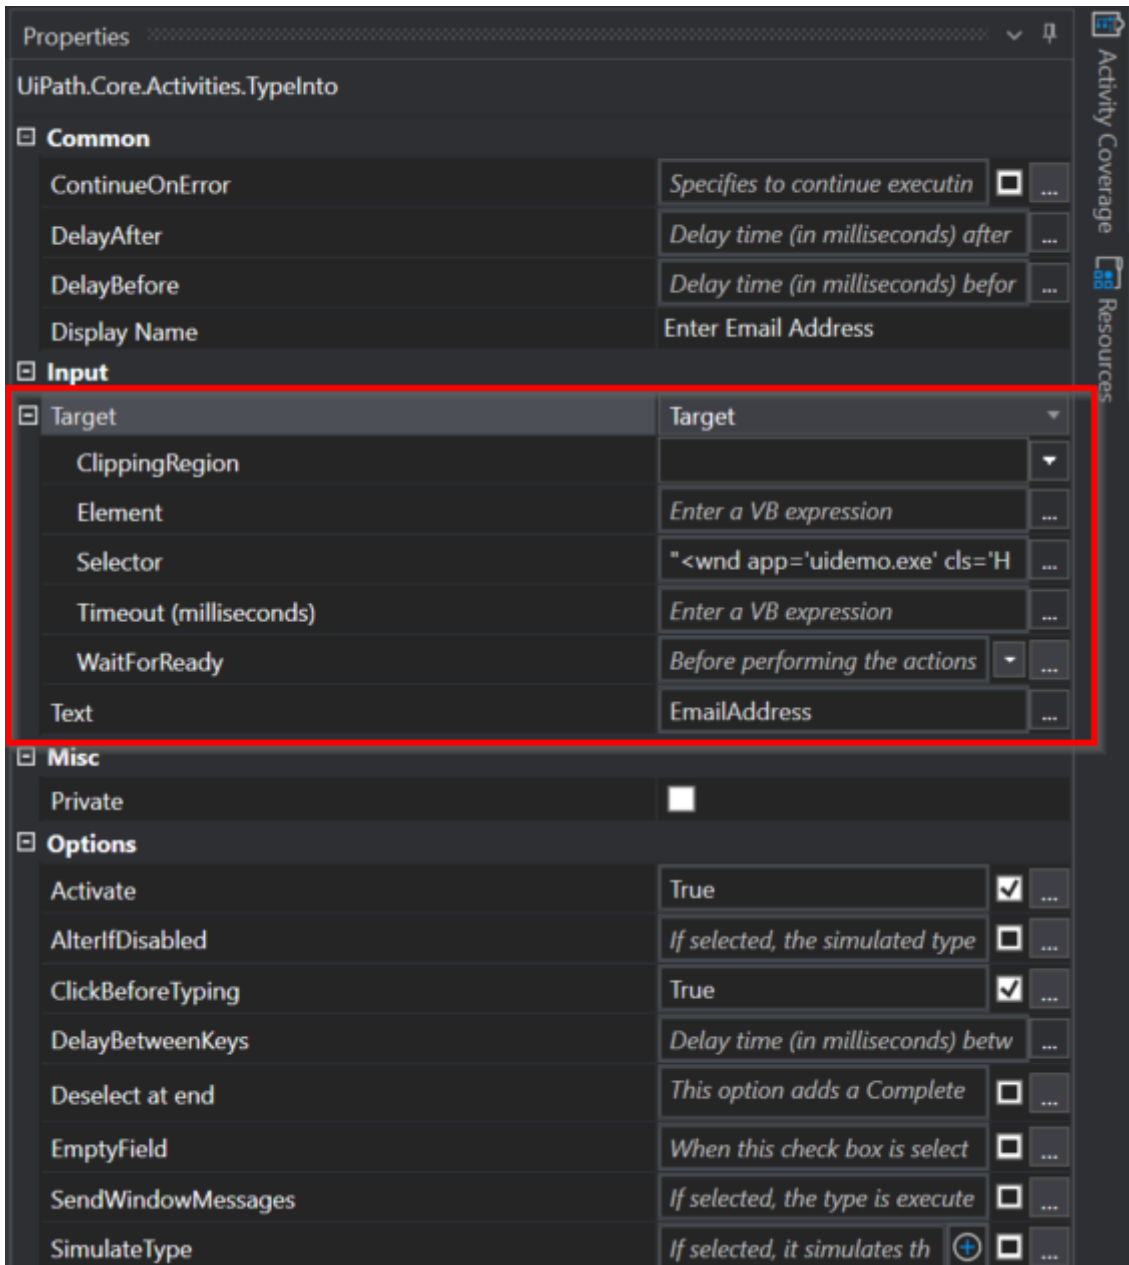 Properties
UiPath.Core.Activities.TypeInto
Common
ContinueOnError Specifies to continue executin ...
DelayAfter Delay time (in milliseconds) after ...
DelayBefore Delay time (in milliseconds) befor ...
Display Name Enter Email Address
Input
Target Target
ClippingRegion
Element Enter a VB expression ...
Selector "<wnd app='uidemo.exe' cls='H ...
Timeout (milliseconds) Enter a VB expression ...
WaitForReady Before performing the actions ...
Text EmailAddress ...
Misc
Private
Options
Activate True ...
AlterIfDisabled If selected, the simulated type ...
ClickBeforeTyping True ...
DelayBetweenKeys Delay time (in milliseconds) betw ...
Deselect at end This option adds a Complete ...
EmptyField When this check box is select ...
SendWindowMessages If selected, the type is execute ...
SimulateType If selected, it simulates th ...
Activity Coverage
Resources